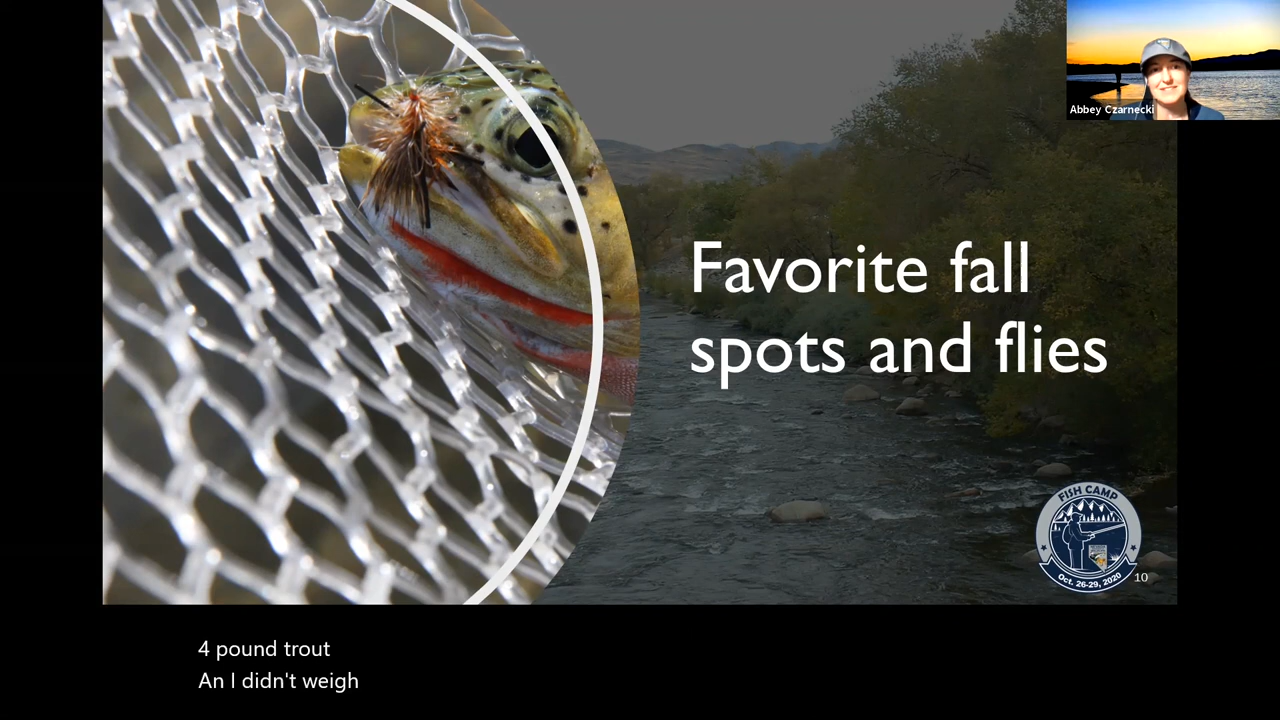 Abbey Czarnecki
Favorite fall
spots and flies
FISH CAMP
Oct. 26-29, 2020
10
4 pound trout
An I didn't weigh